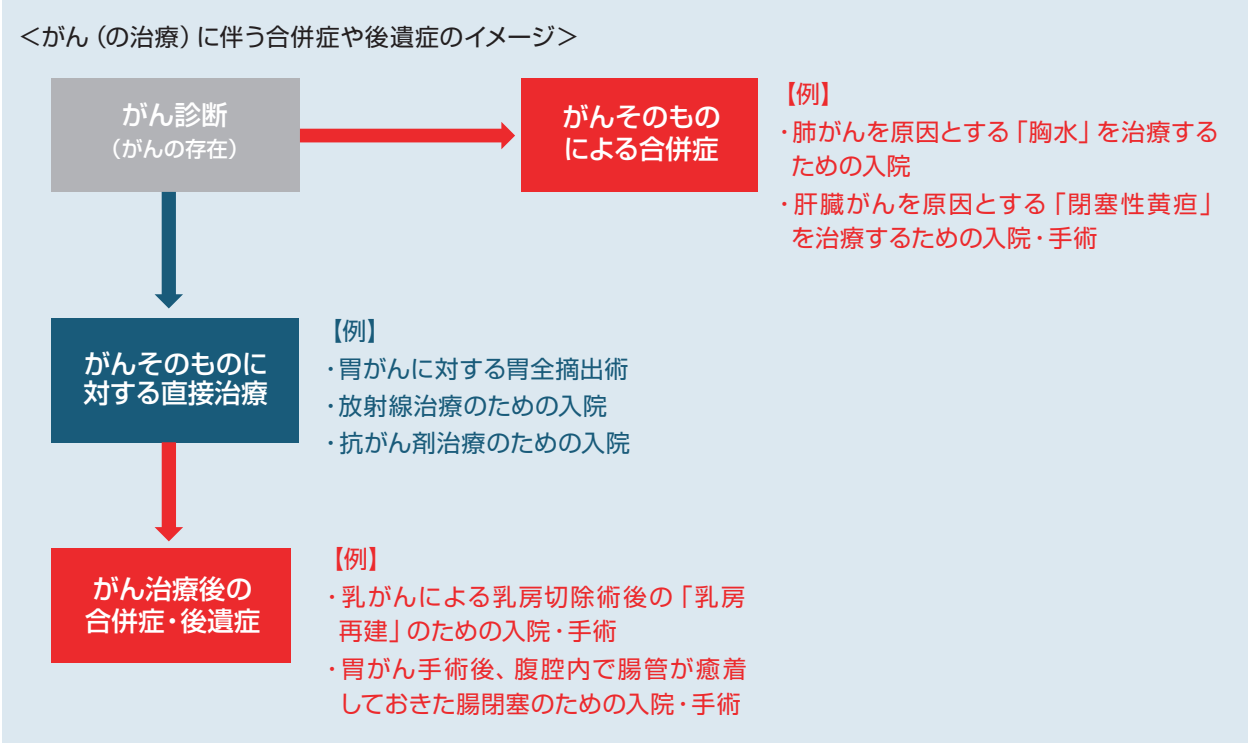 ＜がん（の治療）に伴う合併症や後遺症のイメージ＞
がん診断
（がんの存在）
がんそのもの
による合併症
【例】
・肺がんを原因とする「胸水」を治療する
ための入院
・肝臓がんを原因とする「閉塞性黄疸」
を治療するための入院・手術
がんそのものに
対する直接治療
【例】
・胃がんに対する胃全摘出術
・放射線治療のための入院
・抗がん剤治療のための入院
がん治療後の
合併症・後遺症
【例】
・乳がんによる乳房切除術後の「乳房
再建」のための入院・手術
・胃がん手術後、腹腔内で腸管が癒着
しておきた腸閉塞のための入院・手術